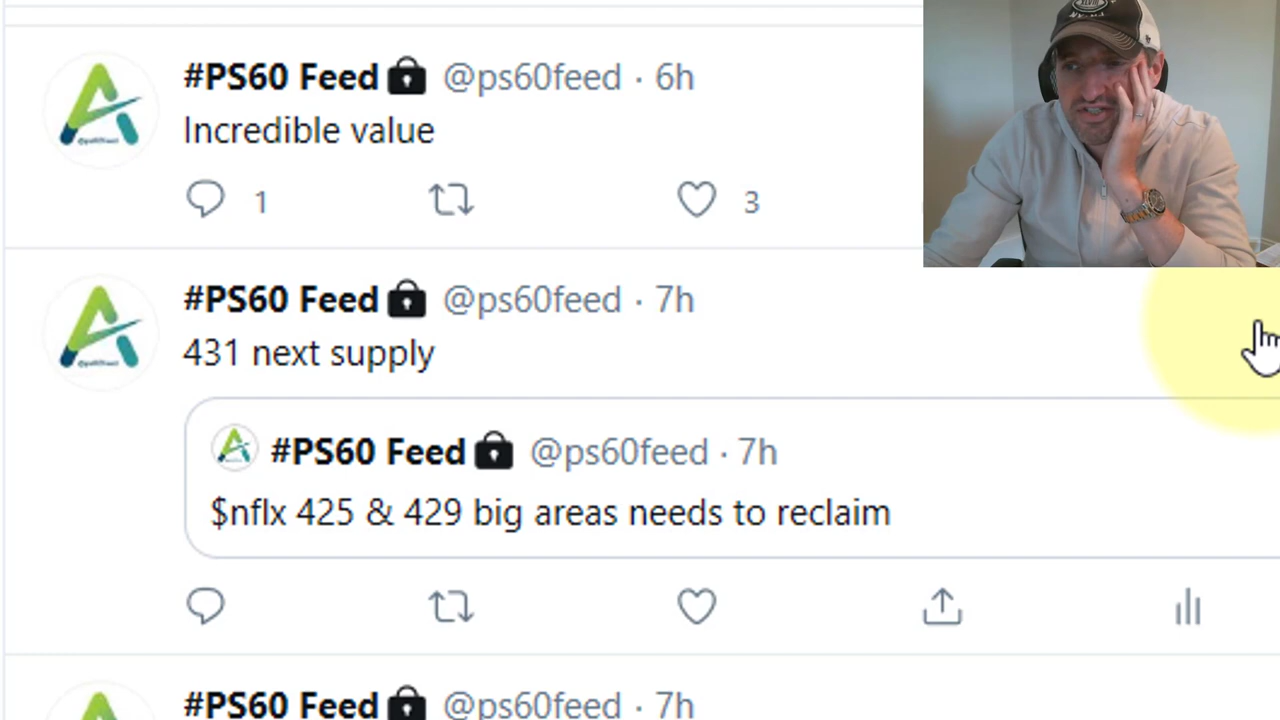 #PS60 Feed @ps60feed · 6h
Incredible value
1 3
#PS60 Feed @ps60feed · 7h
431 next supply
#PS60 Feed @ps60feed · 7h
$nflx 425 & 429 big areas needs to reclaim
#PS60 Feed @ps60feed · 7h